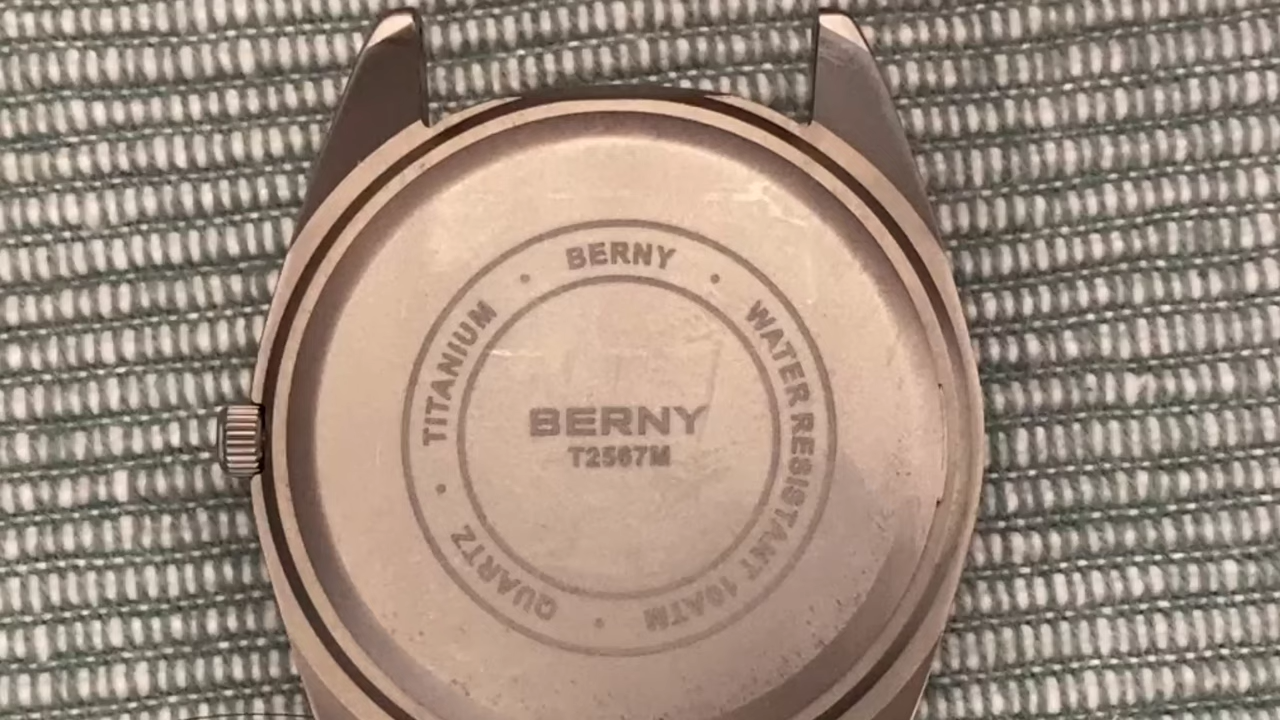 BERNY
WATER RESISTANT 10ATM
QUARTZ
TITANIUM
BERNY
T2567M